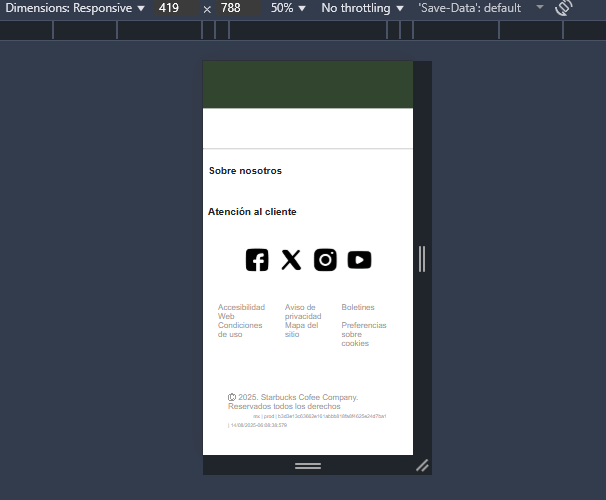 Dimensions: Responsive 419 × 788 50% No throttling 'Save-Data': default
Sobre nosotros
Atención al cliente
Accesibilidad Aviso de Boletines
Web privacidad
Condiciones Mapa del Preferencias
de uso sitio sobre
cookies
© 2025. Starbucks Cofee Company.
Reservados todos los derechos
rev | prod |